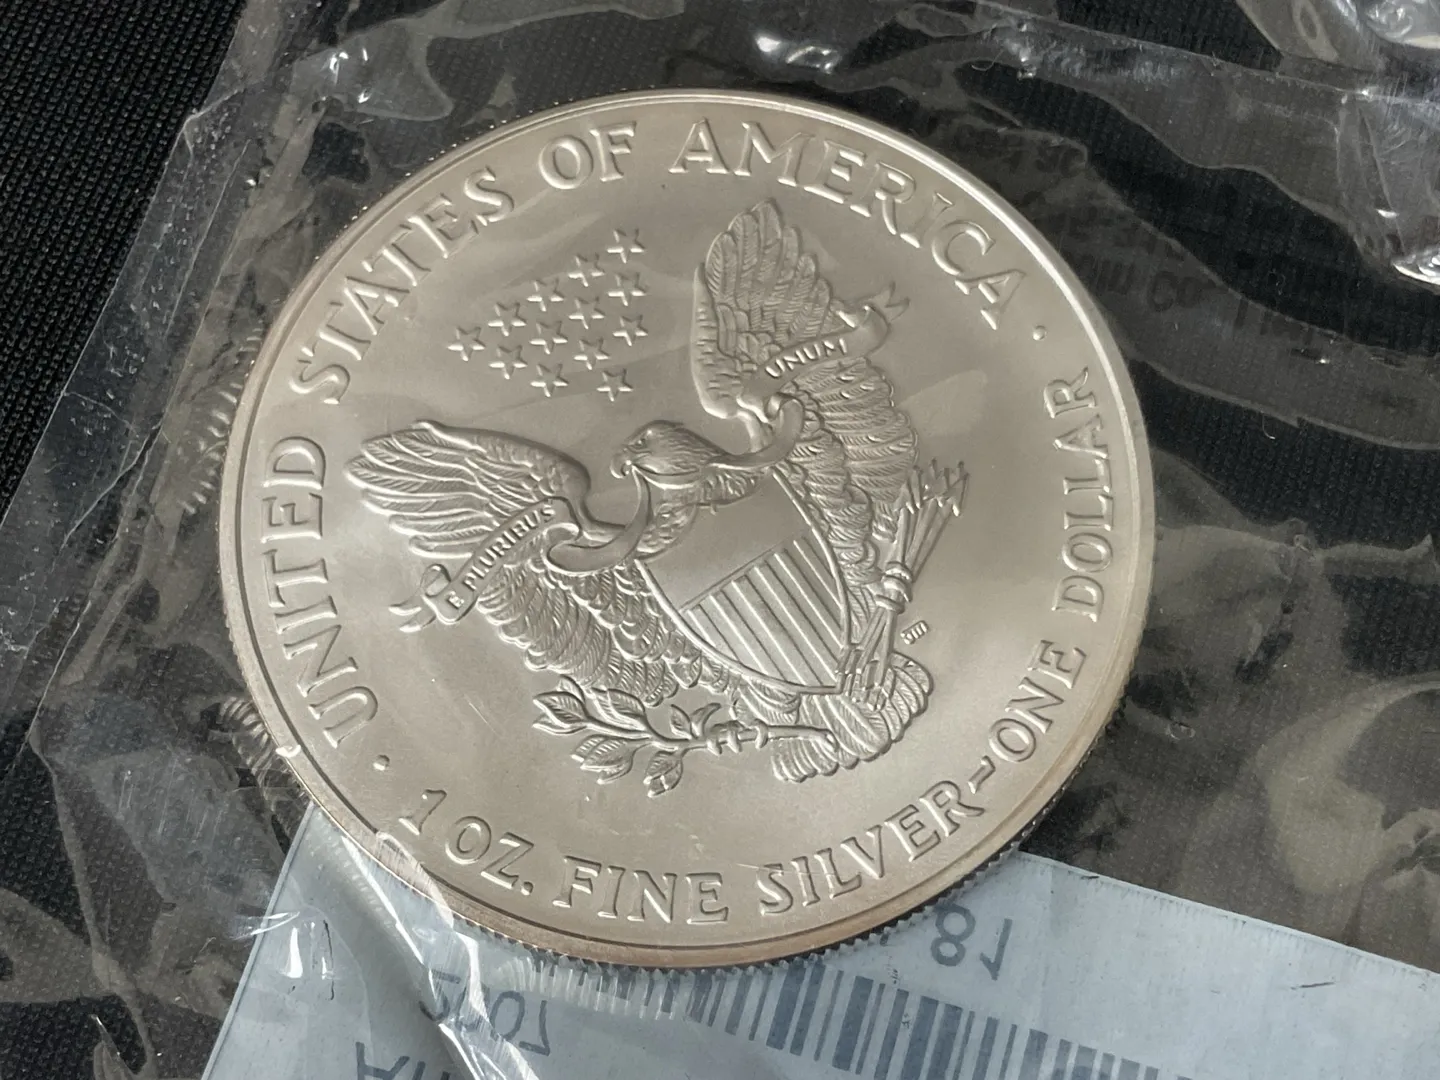 UNITED STATES OF AMERICA
UNUM
E PLURIBUS
1 OZ. FINE SILVER~ONE DOLLAR